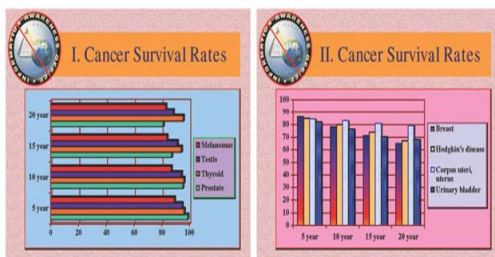 I. Cancer Survival Rates
20 year
15 year
10 year
5 year
0
20
40
60
80
100
Melanomas
Testis
Thyroid
Prostate
II. Cancer Survival Rates
100
90
80
70
60
50
40
30
20
10
0
5 year
10 year
15 year
20 year
Breast
Hodgkin's disease
Corpus uteri,
uterus
Urinary bladder